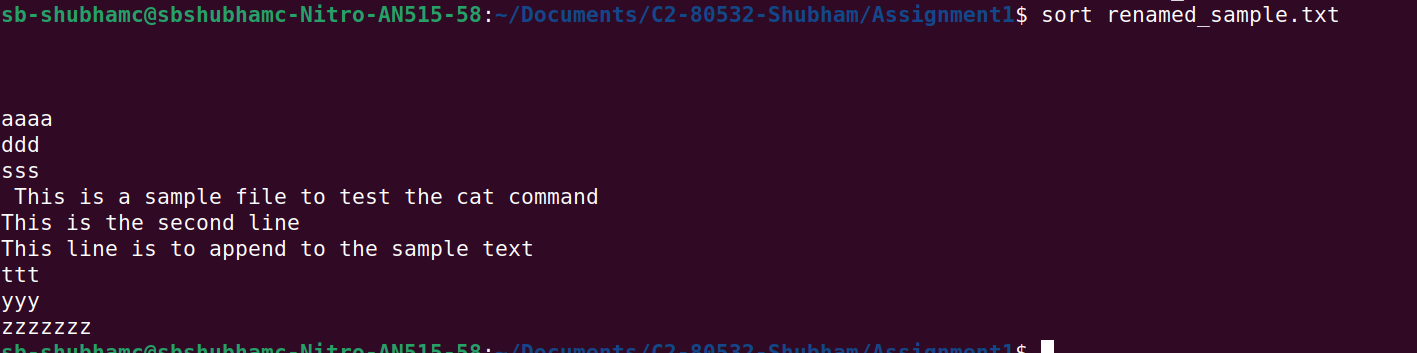 sb-shubhamc@sbshubhamc-Nitro-AN515-58:~/Documents/C2-80532-Shubham/Assignment1$ sort renamed_sample.txt
aaaa
ddd
sss
 This is a sample file to test the cat command
This is the second line
This line is to append to the sample text
ttt
yyy
zzzzzzz
sb-shubhamc@sbshubhamc-Nitro-AN515-58:~/Documents/C2-80532-Shubham/Assignment1$